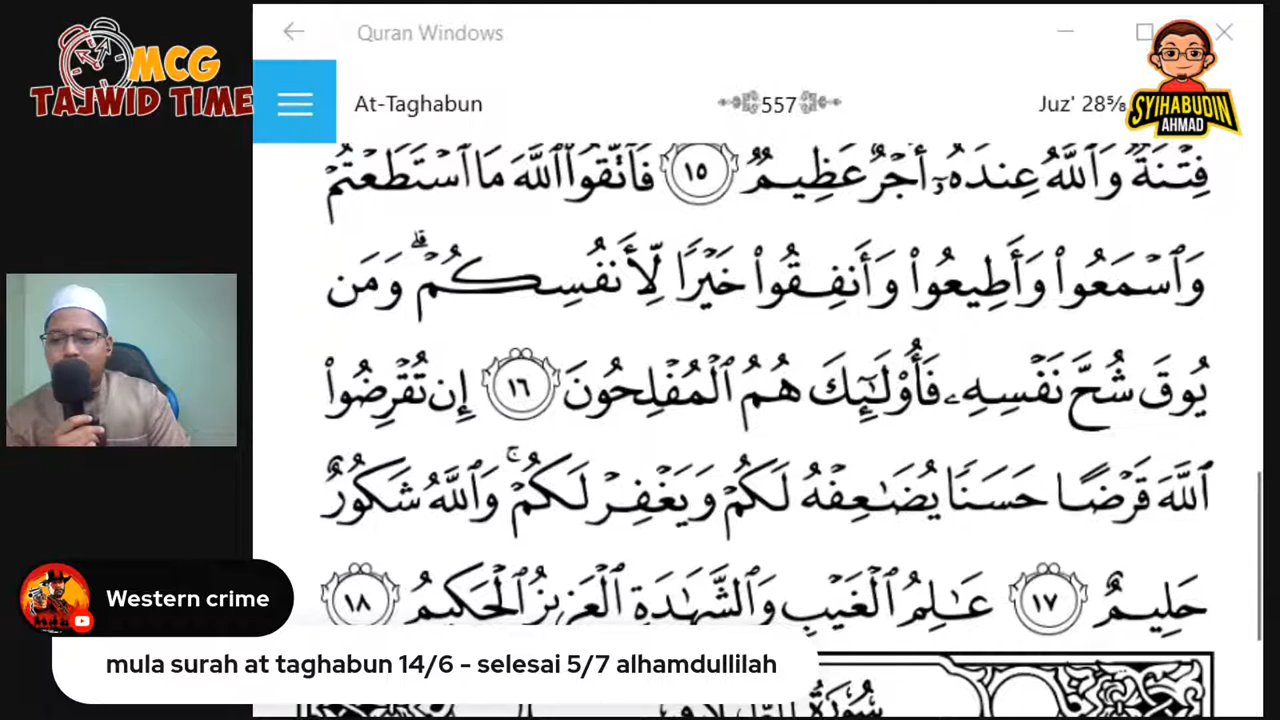 MCG
TAJWID TIME
Quran Windows
SYIHABUDIN
AHMAD
At-Taghabun
557
Juz' 28⅝
فِتْنَةٌ ۚ وَٱللَّهُ عِندَهُۥٓ أَجْرٌ عَظِيمٌ ١٥ فَٱتَّقُوا۟ ٱللَّهَ مَا ٱسْتَطَعْتُمْ
وَٱسْمَعُوا۟ وَأَطِيعُوا۟ وَأَنفِقُوا۟ خَيْرًا لِّأَنفُسِكُمْ ۗ وَمَن
يُوقَ شُحَّ نَفْسِهِۦ فَأُو۟لَـٰٓئِكَ هُمُ ٱلْمُفْلِحُونَ ١٦ إِن تُقْرِضُوا۟
ٱللَّهَ قَرْضًا حَسَنًا يُضَـٰعِفْهُ لَكُمْ وَيَغْفِرْ لَكُمْ ۚ وَٱللَّهُ شَكُورٌ
حَلِيمٌ ١٧ عَـٰلِمُ ٱلْغَيْبِ وَٱلشَّهَـٰدَةِ ٱلْعَزِيزُ ٱلْحَكِيمُ ١٨
Western crime
mula surah at taghabun 14/6 - selesai 5/7 alhamdullilah